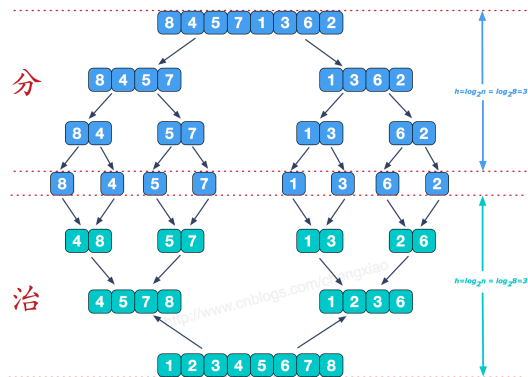 8 4 5 7 1 3 6 2
分
8 4 5 7 1 3 6 2
h=log2n = log28=3
8 4 5 7 1 3 6 2
8 4 5 7 1 3 6 2
4 8 5 7 1 3 2 6
治
4 5 7 8 1 2 3 6
h=log2n = log28=3
http://www.cnblogs.com/chengxiao
1 2 3 4 5 6 7 8